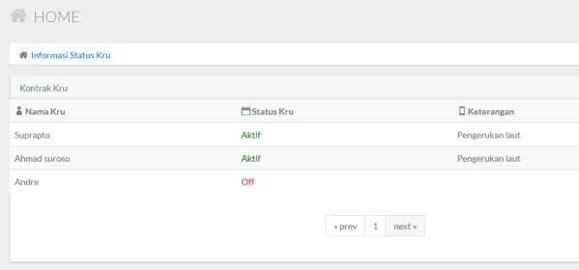 HOME
Informasi Status Kru
Kontrak Kru
Nama Kru Status Kru Keterangan
Suprapto Aktif Pengerukan laut
Ahmad suroso Aktif Pengerukan laut
Andre Off
« prev 1 next »